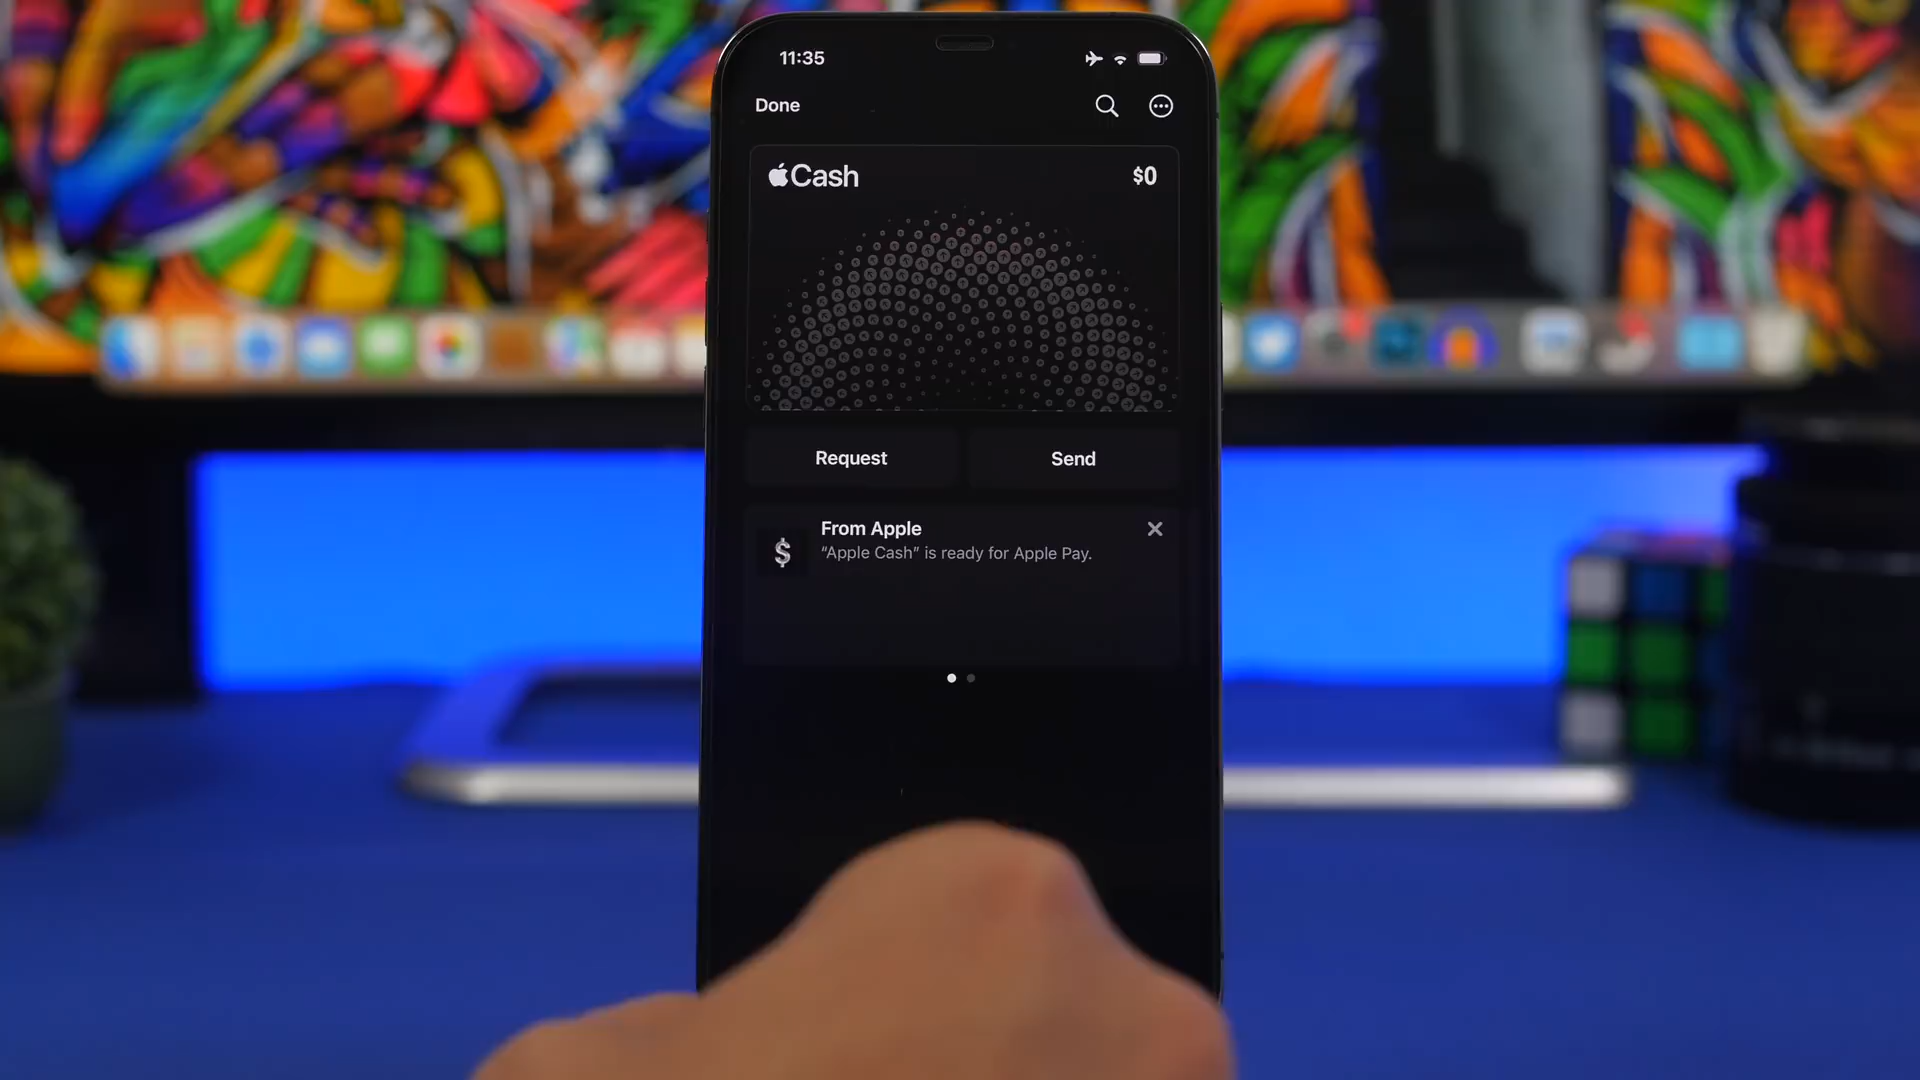 11:35
Done
Cash
$0
Request
Send
From Apple
“Apple Cash” is ready for Apple Pay.
$